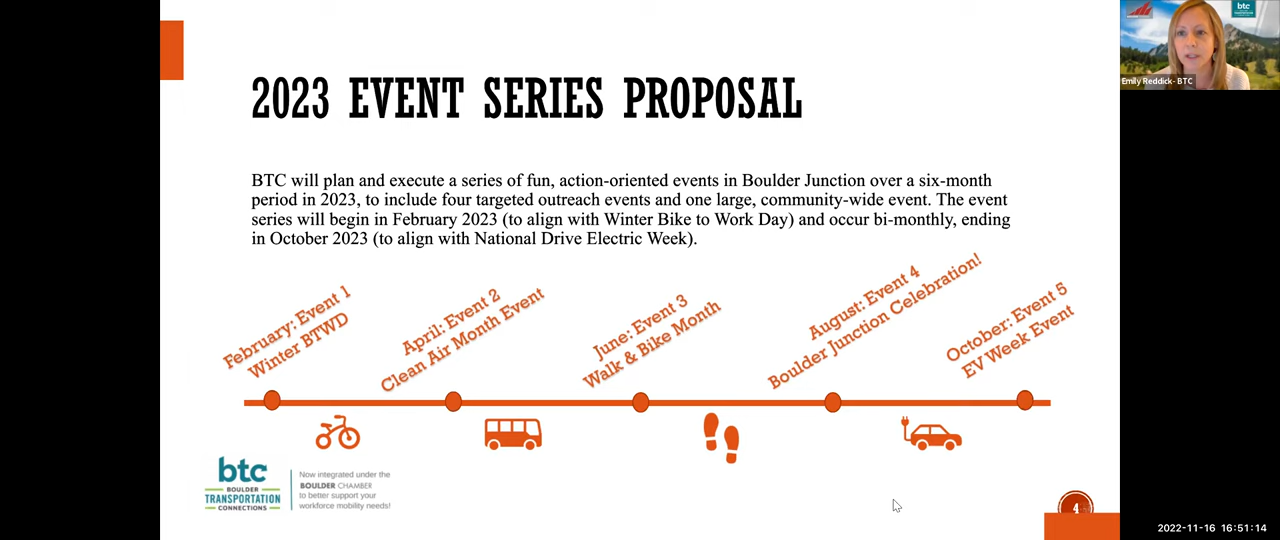 2023 EVENT SERIES PROPOSAL
BTC will plan and execute a series of fun, action-oriented events in Boulder Junction over a six-month
period in 2023, to include four targeted outreach events and one large, community-wide event. The event
series will begin in February 2023 (to align with Winter Bike to Work Day) and occur bi-monthly, ending
in October 2023 (to align with National Drive Electric Week).
February: Event 1
Winter BTWD
April: Event 2
Clean Air Month Event
June: Event 3
Walk & Bike Month
August: Event 4
Boulder Junction Celebration!
October: Event 5
EV Week Event
btc
BOULDER
TRANSPORTATION
CONNECTIONS
Now integrated under the
BOULDER CHAMBER
to better support your
workforce mobility needs!
4
btc
Emily Reddick- BTC
2022-11-16 16:51:14